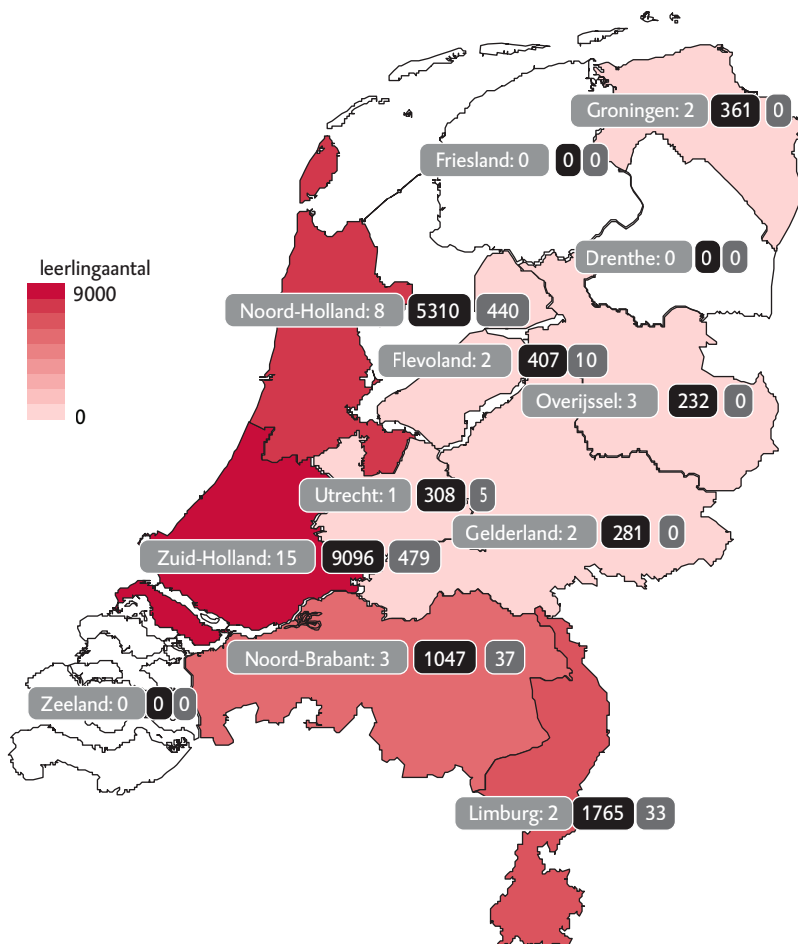 Groningen: 2 361 0
Friesland: 0 0 0
Drenthe: 0 0 0
leerlingaantal
9000
0
Noord-Holland: 8 5310 440
Flevoland: 2 407 10
Overijssel: 3 232 0
Utrecht: 1 308 5
Gelderland: 2 281 0
Zuid-Holland: 15 9096 479
Noord-Brabant: 3 1047 37
Zeeland: 0 0 0
Limburg: 2 1765 33